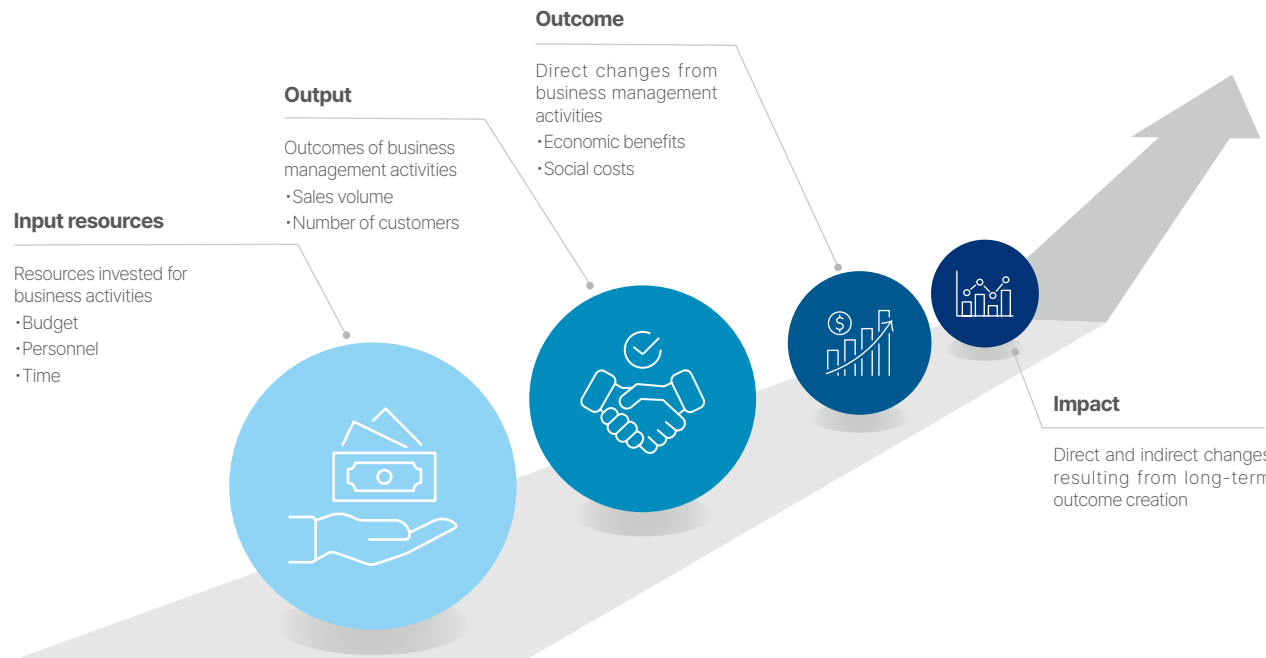 Input resources
Resources invested for
business activities
・Budget
・Personnel
・Time
Output
Outcomes of business
management activities
・Sales volume
・Number of customers
Outcome
Direct changes from
business management
activities
・Economic benefits
・Social costs
$
Impact
Direct and indirect changes
resulting from long-term
outcome creation